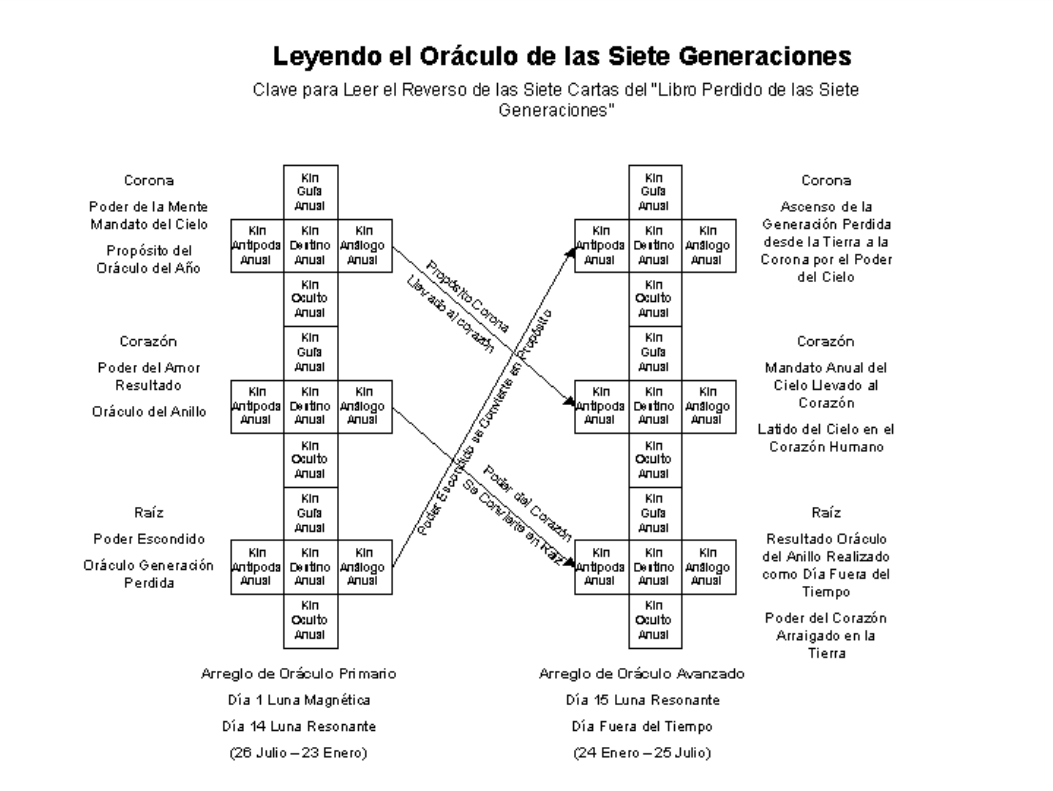 Leyendo el Oráculo de las Siete Generaciones
Clave para Leer el Reverso de las Siete Cartas del "Libro Perdido de las Siete
Generaciones"
Corona
Poder de la Mente
Mandato del Cielo
Propósito del
Oráculo del Año
Kin
Guía
Anual
Kin
Antípoda
Anual
Kin
Destino
Anual
Kin
Análogo
Anual
Kin
Oculto
Anual
Corazón
Poder del Amor
Resultado
Oráculo del Anillo
Kin
Guía
Anual
Kin
Antípoda
Anual
Kin
Destino
Anual
Kin
Análogo
Anual
Kin
Oculto
Anual
Raíz
Poder Escondido
Oráculo Generación
Perdida
Kin
Guía
Anual
Kin
Antípoda
Anual
Kin
Destino
Anual
Kin
Análogo
Anual
Kin
Oculto
Anual
Arreglo de Oráculo Primario
Día 1 Luna Magnética
Día 14 Luna Resonante
(26 Julio – 23 Enero)
Propósito Corona
Llevado al corazón
Poder Escondido se Convierte en Propósito
Poder del Corazón
Se Convierte en Raíz
Kin
Guía
Anual
Kin
Antípoda
Anual
Kin
Destino
Anual
Kin
Análogo
Anual
Kin
Oculto
Anual
Corona
Ascenso de la
Generación Perdida
desde la Tierra a la
Corona por el Poder
del Cielo
Kin
Guía
Anual
Kin
Antípoda
Anual
Kin
Destino
Anual
Kin
Análogo
Anual
Kin
Oculto
Anual
Corazón
Mandato Anual del
Cielo Llevado al
Corazón
Latido del Cielo en el
Corazón Humano
Kin
Guía
Anual
Kin
Antípoda
Anual
Kin
Destino
Anual
Kin
Análogo
Anual
Kin
Oculto
Anual
Raíz
Resultado Oráculo
del Anillo Realizado
como Día Fuera del
Tiempo
Poder del Corazón
Arraigado en la
Tierra
Arreglo de Oráculo Avanzado
Día 15 Luna Resonante
Día Fuera del Tiempo
(24 Enero – 25 Julio)